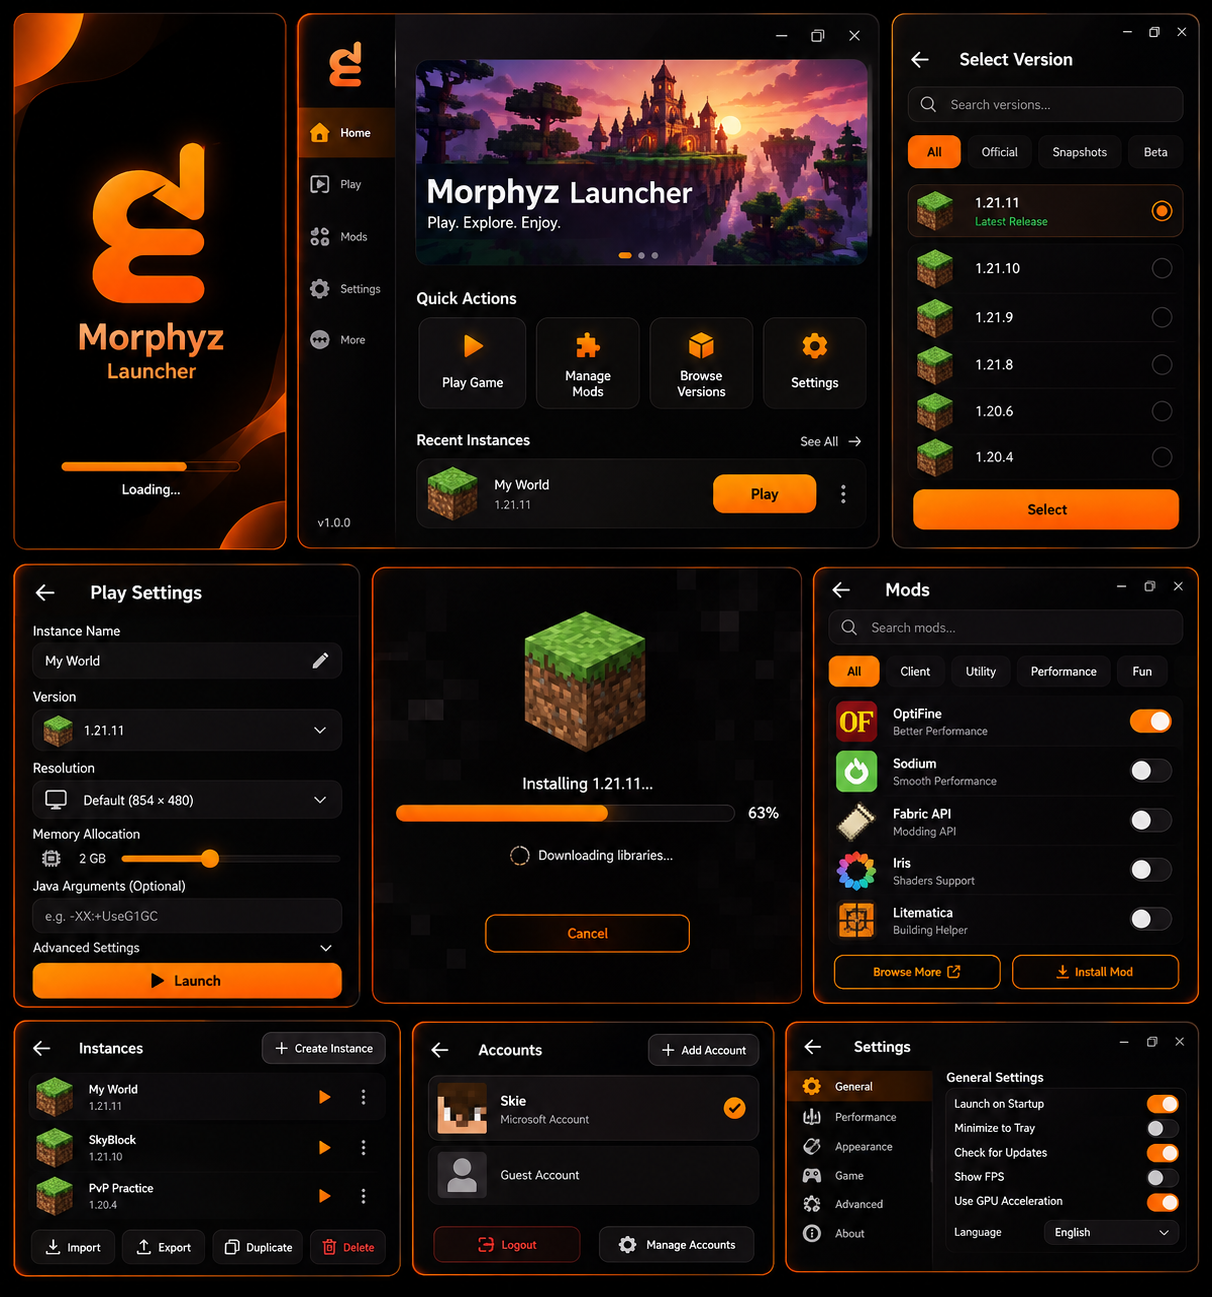 Morphyz
Launcher
Loading...
Home
Play
Mods
Settings
More
v1.0.0
Morphyz Launcher
Play. Explore. Enjoy.
Quick Actions
Play Game
Manage
Mods
Browse
Versions
Settings
Recent Instances
See All
My World
1.21.11
Play
Select Version
Search versions...
All
Official
Snapshots
Beta
1.21.11
Latest Release
1.21.10
1.21.9
1.21.8
1.20.6
1.20.4
Select
Play Settings
Instance Name
My World
Version
1.21.11
Resolution
Default (854 × 480)
Memory Allocation
2 GB
Java Arguments (Optional)
e.g. -XX:+UseG1GC
Advanced Settings
Launch
Installing 1.21.11...
63%
Downloading libraries...
Cancel
Mods
Search mods...
All
Client
Utility
Performance
Fun
OF
OptiFine
Better Performance
Sodium
Smooth Performance
Fabric API
Modding API
Iris
Shaders Support
Litematica
Building Helper
Browse More
Install Mod
Instances
Create Instance
My World
1.21.11
SkyBlock
1.21.10
PvP Practice
1.20.4
Import
Export
Duplicate
Delete
Accounts
Add Account
Skie
Microsoft Account
Guest Account
Logout
Manage Accounts
Settings
General
Performance
Appearance
Game
Advanced
About
General Settings
Launch on Startup
Minimize to Tray
Check for Updates
Show FPS
Use GPU Acceleration
Language
English